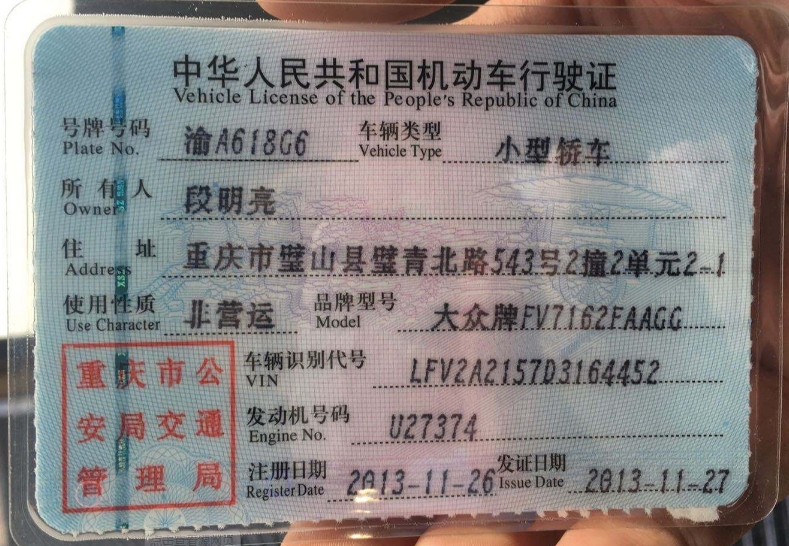 中华人民共和国机动车行驶证
Vehicle License of the People's Republic of China
号牌号码 渝A618G6 车辆类型 小型轿车
Plate No. Vehicle Type
所有人 段明亮
Owner
住址 重庆市璧山县璧青北路543号2撞2单元2-1
Address
使用性质 非营运 品牌型号 大众牌FV7162FAAGG
Use Character Model
重庆市公
安局交通
管理局
车辆识别代号 LFV2A2157D3164452
VIN
发动机号码 U27374
Engine No.
注册日期 2013-11-26 发证日期 2013-11-27
Register Date Issue Date